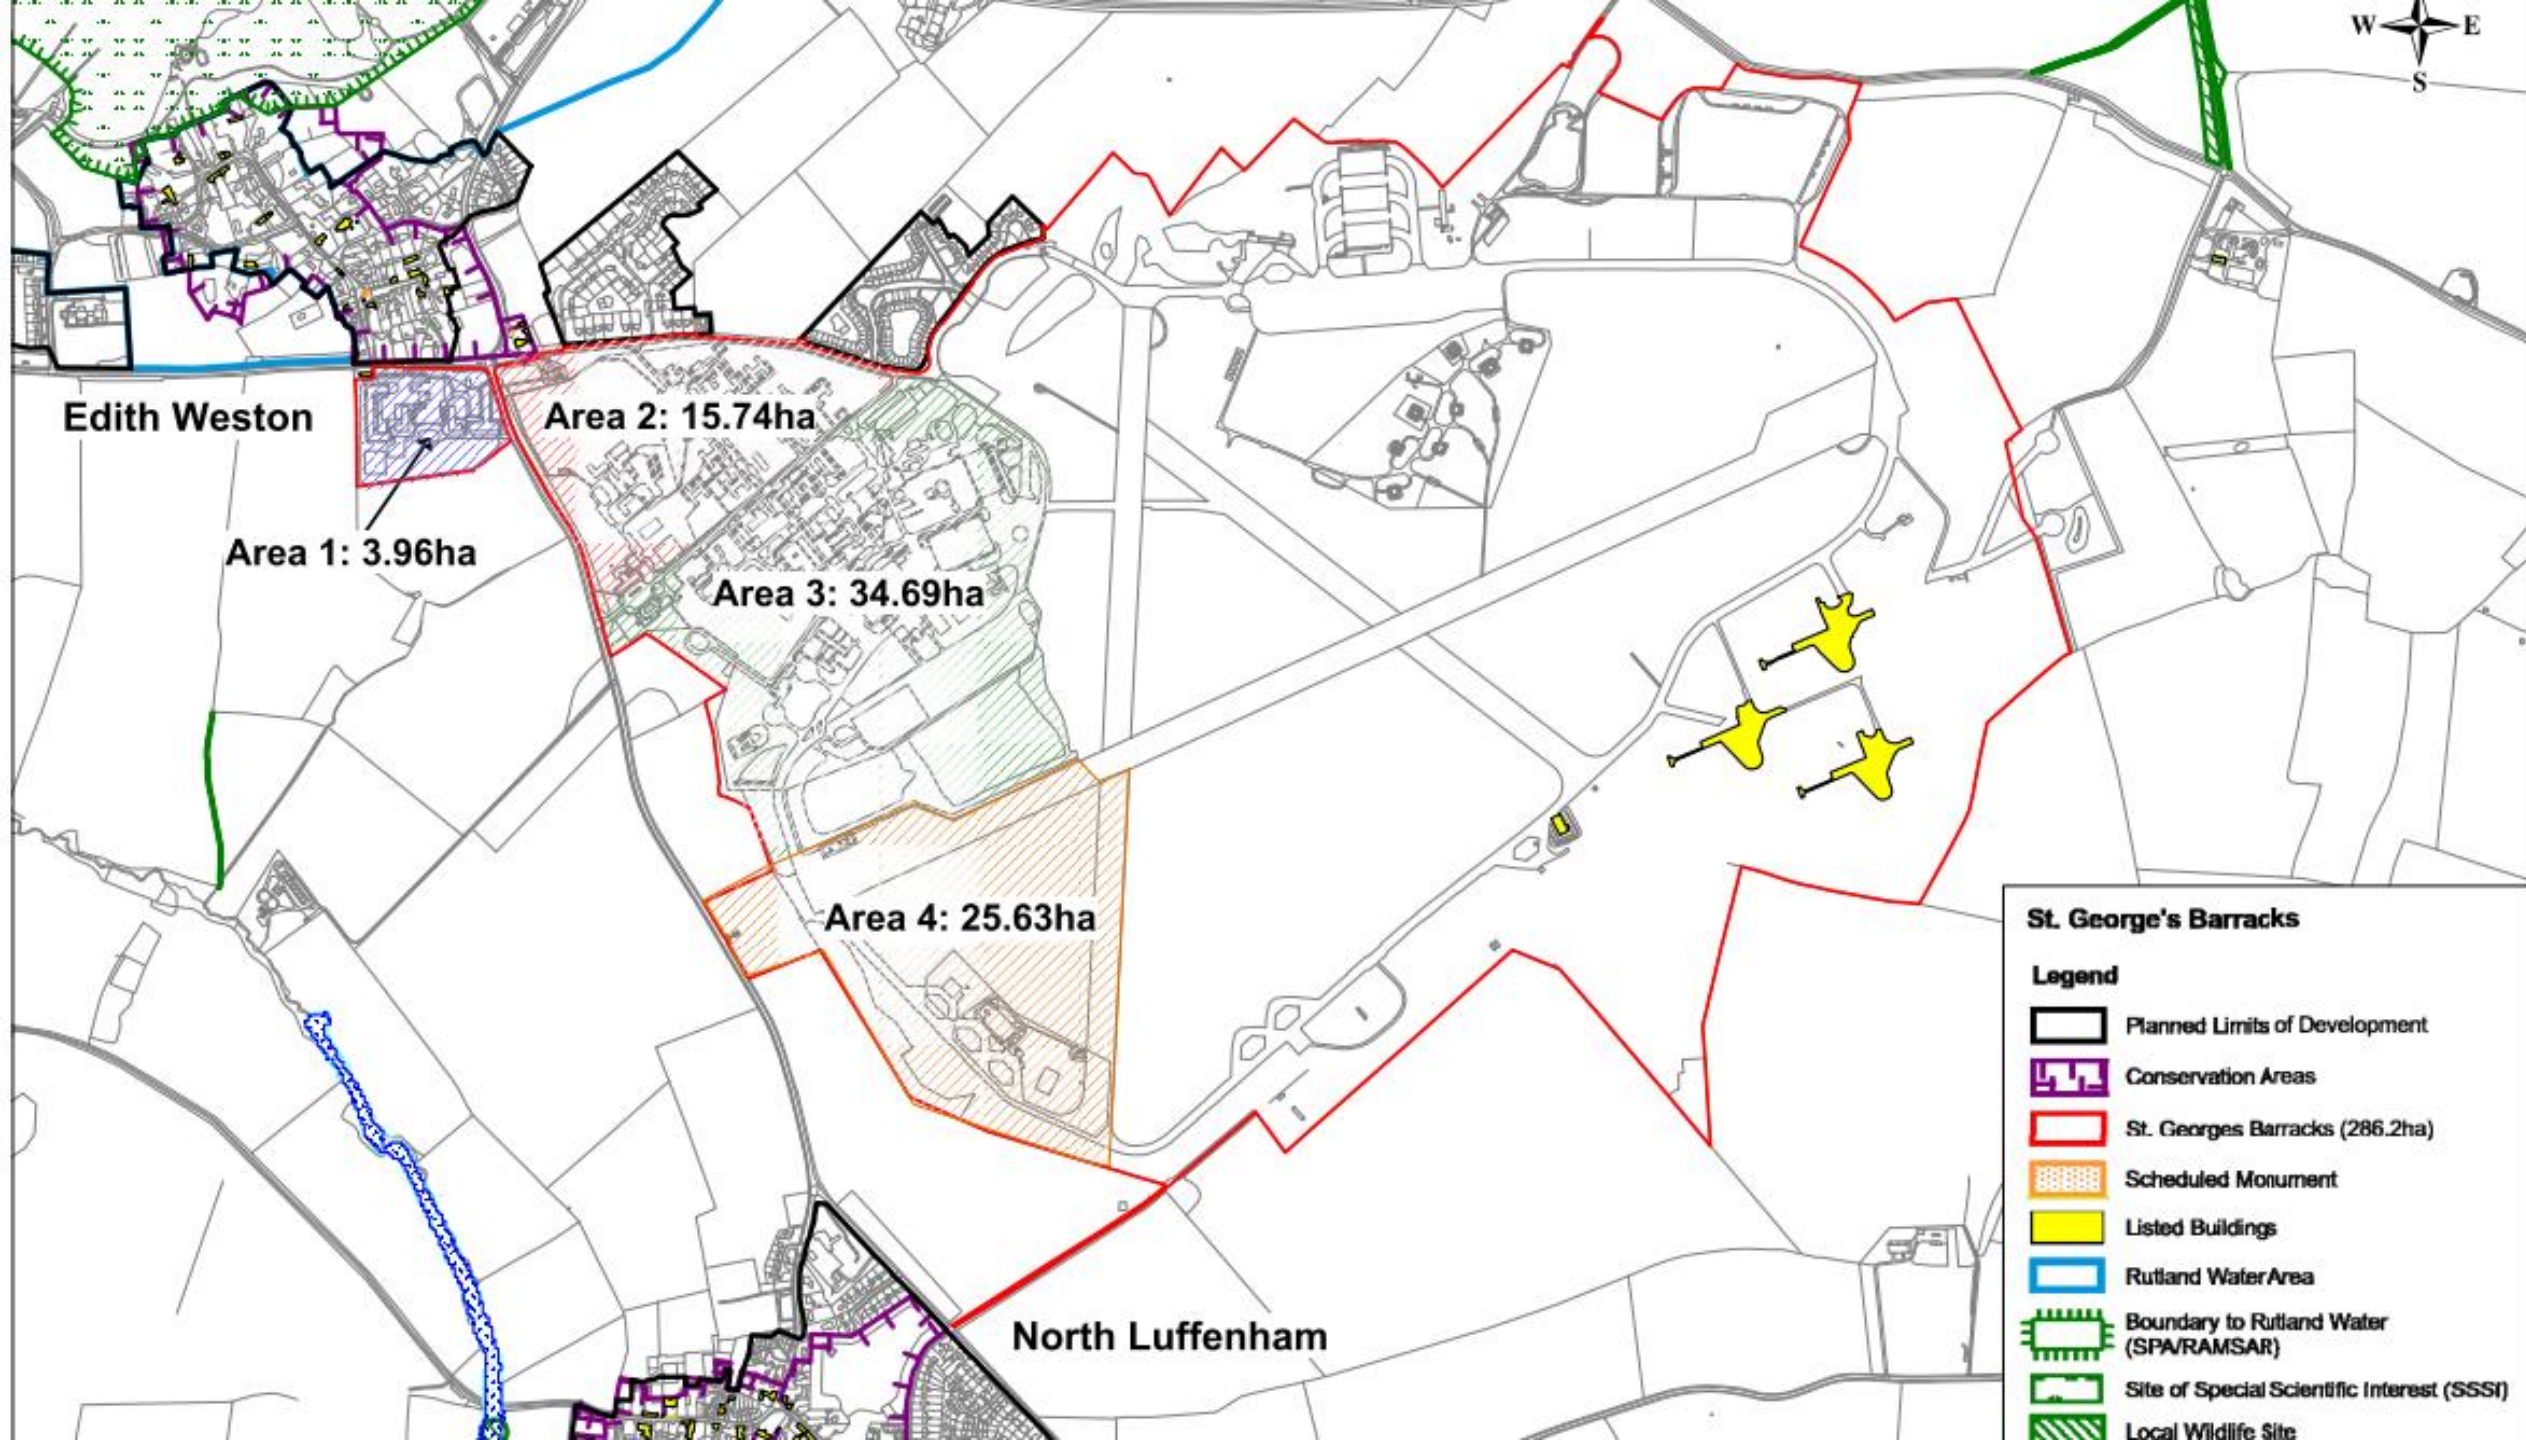 W E
S
Edith Weston
Area 2: 15.74ha
Area 1: 3.96ha
Area 3: 34.69ha
Area 4: 25.63ha
North Luffenham
St. George's Barracks
Legend
Planned Limits of Development
Conservation Areas
St. Georges Barracks (286.2ha)
Scheduled Monument
Listed Buildings
Rutland Water Area
Boundary to Rutland Water
(SPA/RAMSAR)
Site of Special Scientific Interest (SSSI)
Local Wildlife Site